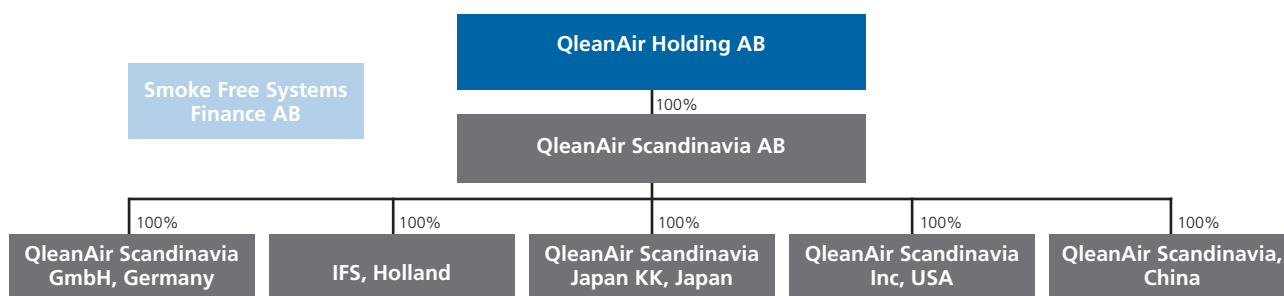 QleanAir Holding AB
Smoke Free Systems
Finance AB
100%
QleanAir Scandinavia AB
100%
100%
100%
100%
100%
QleanAir Scandinavia
GmbH, Germany
IFS, Holland
QleanAir Scandinavia
Japan KK, Japan
QleanAir Scandinavia
Inc, USA
QleanAir Scandinavia,
China